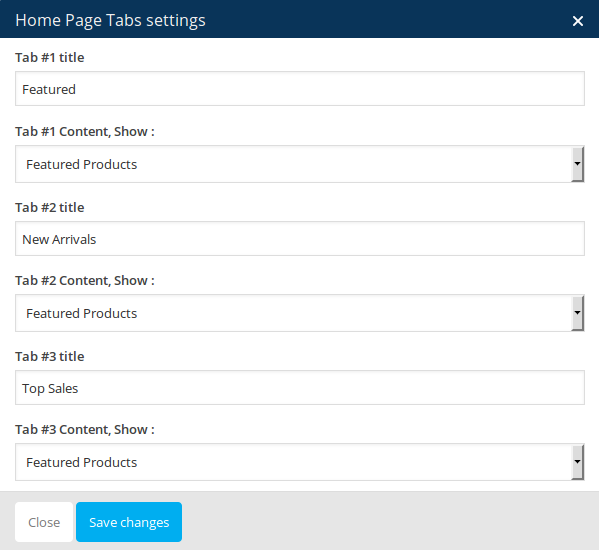 Home Page Tabs settings
Tab #1 title
Featured
Tab #1 Content, Show :
Featured Products
Tab #2 title
New Arrivals
Tab #2 Content, Show :
Featured Products
Tab #3 title
Top Sales
Tab #3 Content, Show :
Featured Products
Close Save changes